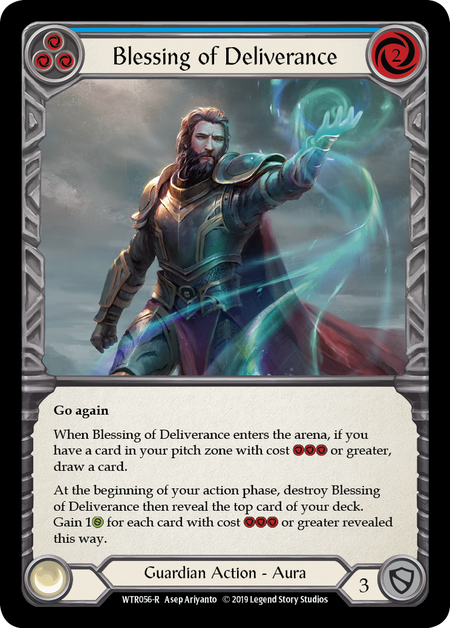 Blessing of Deliverance
2
Go again
When Blessing of Deliverance enters the arena, if you
have a card in your pitch zone with cost or greater,
draw a card.
At the beginning of your action phase, destroy Blessing
of Deliverance then reveal the top card of your deck.
Gain 1 for each card with cost or greater revealed
this way.
Guardian Action - Aura
3
WTR056-R Asep Ariyanto © 2019 Legend Story Studios